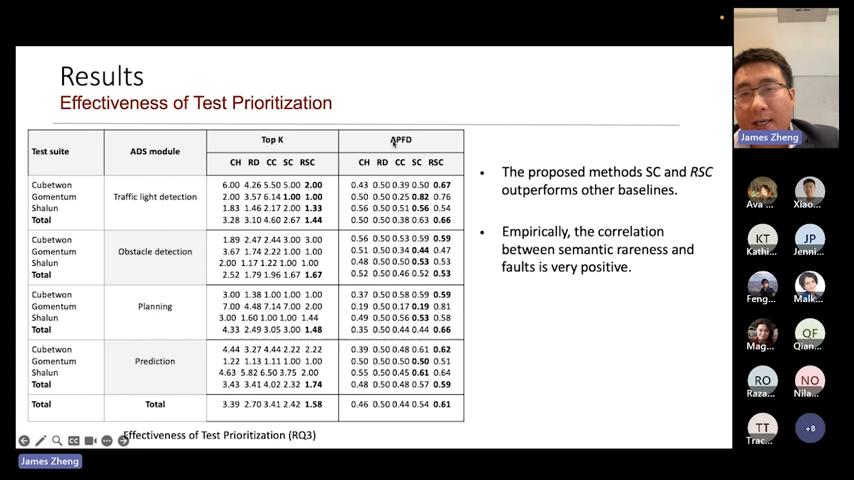 Results
Effectiveness of Test Prioritization
Test suite ADS module Top K APFD
CH RD CC SC RSC CH RD CC SC RSC
Cubetwon 6.00 4.26 5.50 5.00 2.00 0.43 0.50 0.39 0.50 0.67
Gomentum Traffic light detection 2.00 3.57 6.14 1.00 1.00 0.50 0.50 0.25 0.82 0.76
Shalun 1.83 1.46 2.17 2.00 1.33 0.56 0.50 0.51 0.56 0.54
Total 3.28 3.10 4.60 2.67 1.44 0.50 0.50 0.38 0.63 0.66
Cubetwon 1.89 2.47 2.44 3.00 3.00 0.56 0.50 0.53 0.59 0.59
Gomentum Obstacle detection 3.67 1.74 2.22 1.00 1.00 0.51 0.50 0.34 0.44 0.47
Shalun 2.00 1.17 1.22 1.00 1.00 0.48 0.50 0.50 0.53 0.53
Total 2.52 1.79 1.96 1.67 1.67 0.52 0.50 0.46 0.52 0.53
Cubetwon 3.00 1.38 1.00 1.00 1.00 0.37 0.50 0.58 0.59 0.59
Gomentum Planning 7.00 4.48 7.14 7.00 2.00 0.19 0.50 0.17 0.19 0.81
Shalun 3.00 1.60 1.00 1.00 1.44 0.49 0.50 0.56 0.53 0.58
Total 4.33 2.49 3.05 3.00 1.48 0.35 0.50 0.44 0.44 0.66
Cubetwon 4.44 3.27 4.44 2.22 2.22 0.39 0.50 0.48 0.61 0.62
Gomentum Prediction 1.22 1.13 1.11 1.00 1.00 0.50 0.50 0.50 0.50 0.51
Shalun 4.63 5.82 6.50 3.75 2.00 0.55 0.50 0.45 0.61 0.64
Total 3.43 3.41 4.02 2.32 1.74 0.48 0.50 0.48 0.57 0.59
Total Total 3.39 2.70 3.41 2.42 1.58 0.46 0.50 0.44 0.54 0.61
Effectiveness of Test Prioritization (RQ3)
• The proposed methods SC and RSC
outperforms other baselines.
• Empirically, the correlation
between semantic rareness and
faults is very positive.
James Zheng
James Zheng
Ava ... Xiao...
KT JP
Kathi... Jenni...
Feng... Malk...
QF
Mag... Qian...
RO NO
Raza... Nila...
TT +8
Trac...